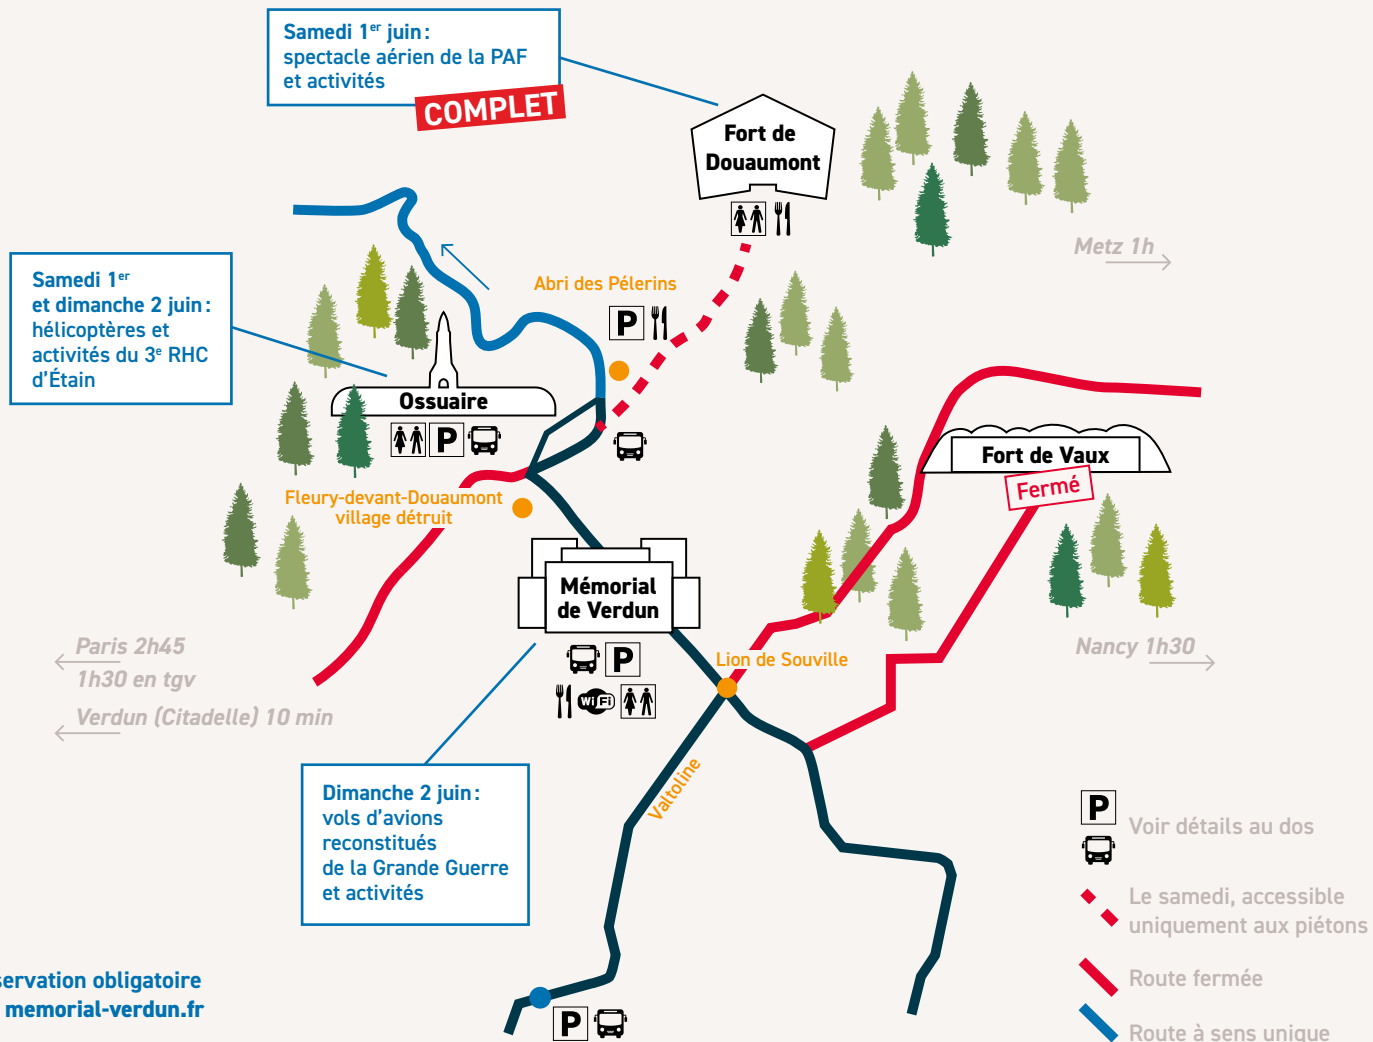 Samedi 1er juin :
spectacle aérien de la PAF
et activités
COMPLET
Fort de
Douaumont
Metz 1h
Samedi 1er
et dimanche 2 juin :
hélicoptères et
activités du 3e RHC
d'Étain
Abri des Pélerins
P
Ossuaire
P
Fort de Vaux
Fermé
Fleury-devant-Douaumont
village détruit
Mémorial
de Verdun
P
WiFi
Lion de Souville
Paris 2h45
1h30 en tgv
Verdun (Citadelle) 10 min
Nancy 1h30
Valtoline
Dimanche 2 juin :
vols d'avions
reconstitués
de la Grande Guerre
et activités
P
Voir détails au dos
Le samedi, accessible
uniquement aux piétons
Route fermée
Route à sens unique
servation obligatoire
memorial-verdun.fr
P